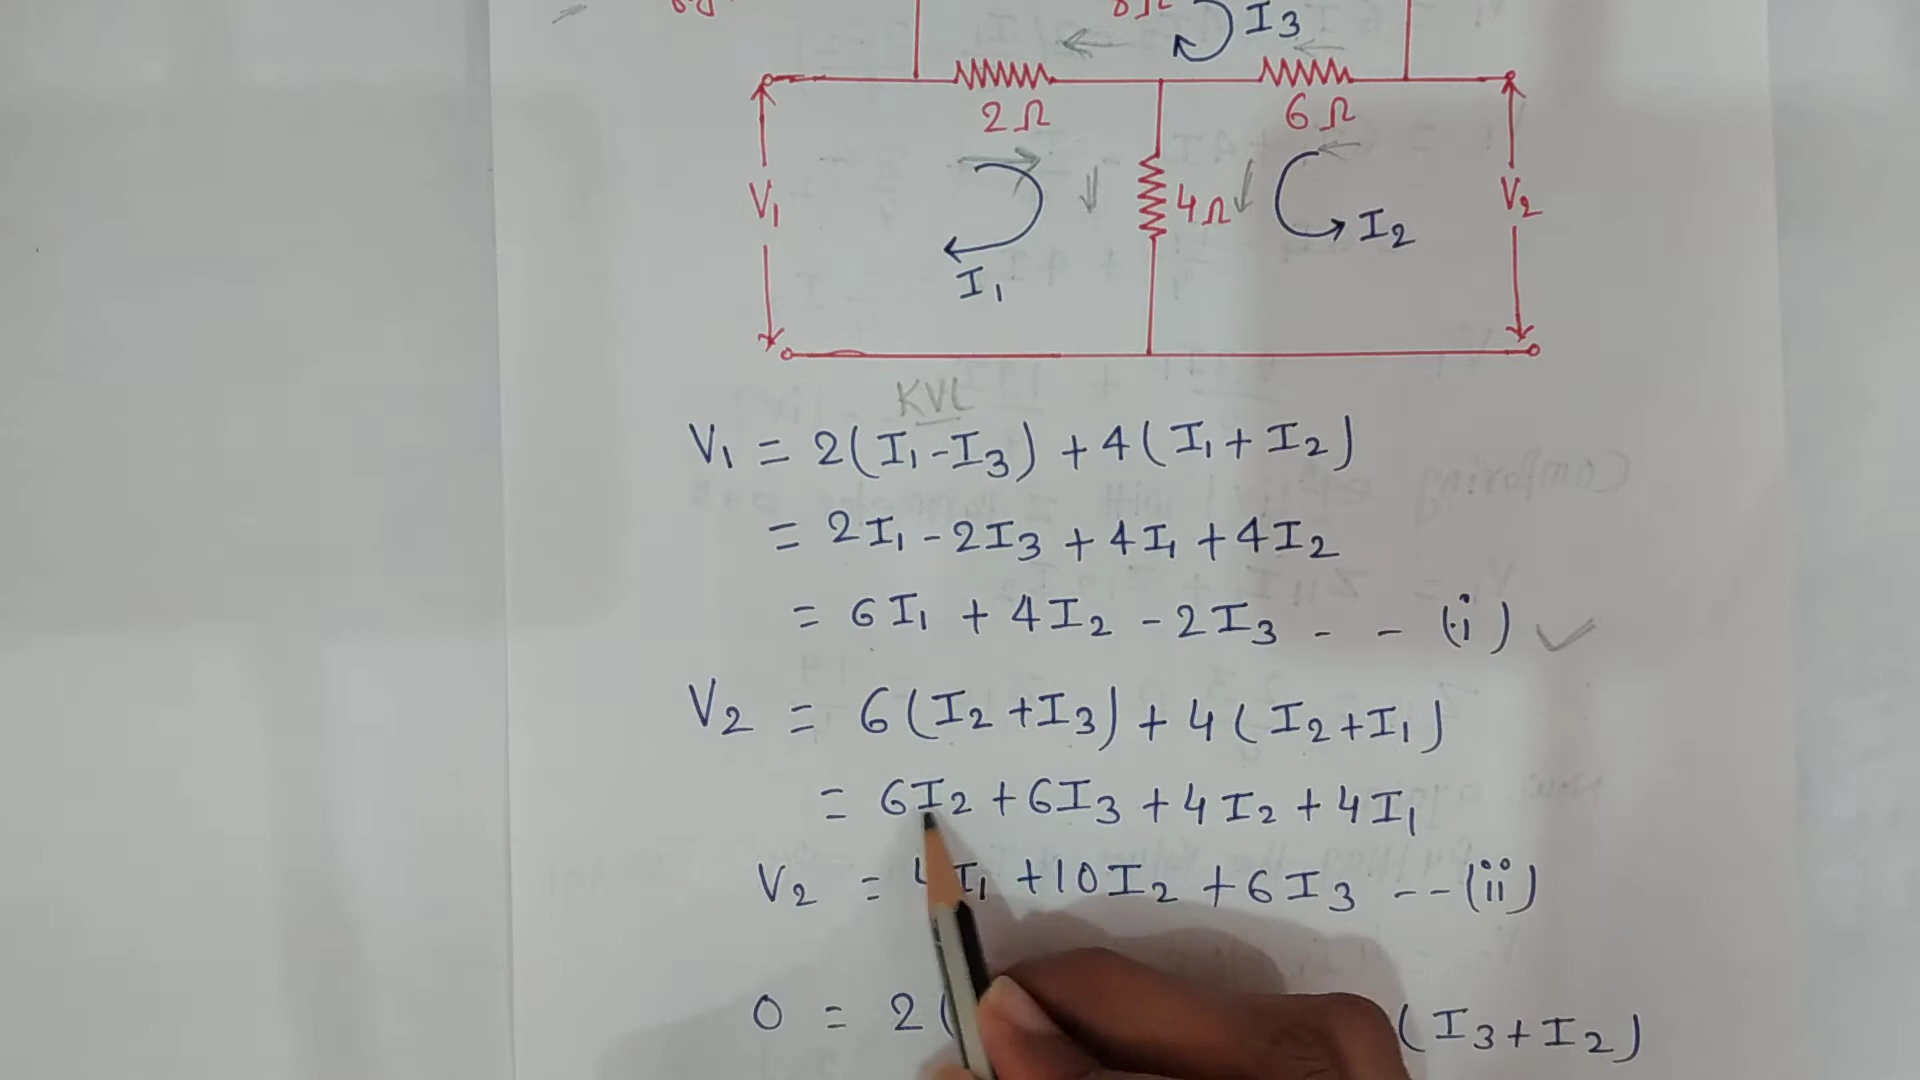 I3
2Ω
6Ω
V1
4Ω
V2
I2
I1
KVL
V1 = 2(I1-I3) + 4(I1+I2)
= 2I1 - 2I3 + 4I1 + 4I2
= 6I1 + 4I2 - 2I3 - - (i)
V2 = 6(I2+I3) + 4(I2+I1)
= 6I2 + 6I3 + 4I2 + 4I1
V2 = 4I1 + 10I2 + 6I3 --(ii)
0 = 2( (I3+I2)